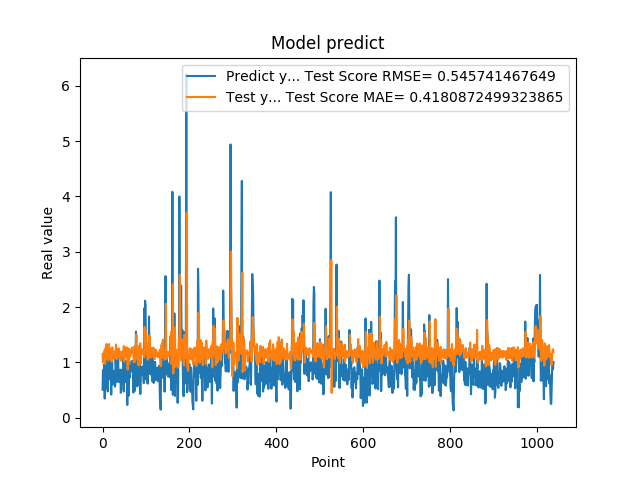 Model predict
Predict y... Test Score RMSE= 0.545741467649
Test y... Test Score MAE= 0.4180872499323865
6
5
4
3
2
1
0
Real value
0 200 400 600 800 1000
Point